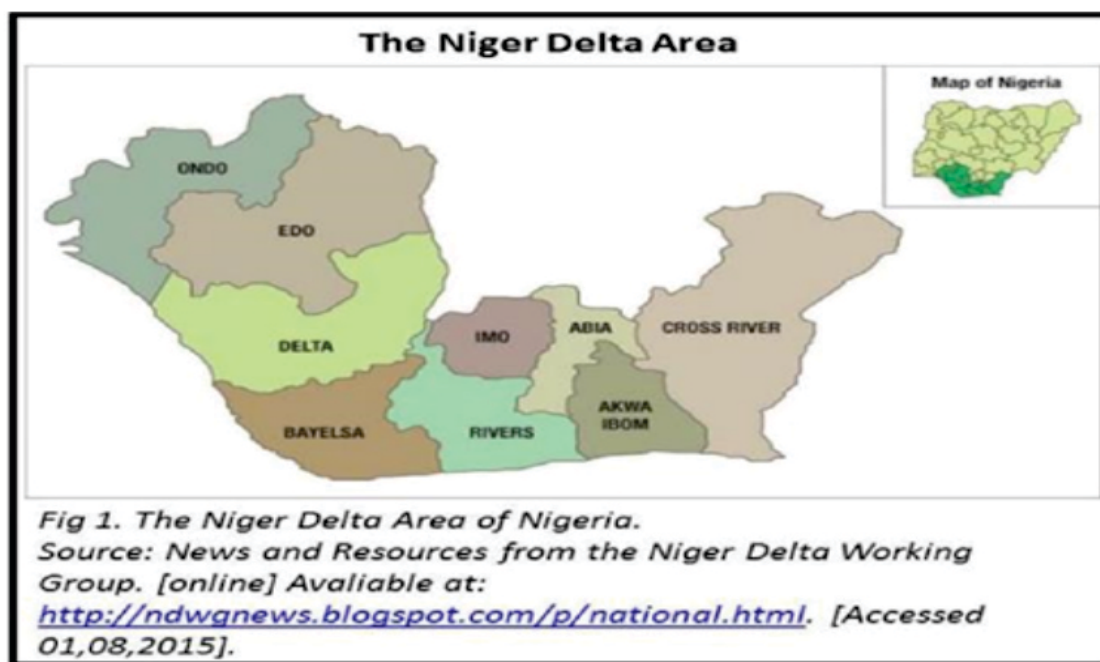 The Niger Delta Area
Map of Nigeria
ONDO
EDO
DELTA
IMO
ABIA
CROSS RIVER
AKWA
IBOM
BAYELSA
RIVERS
Fig 1. The Niger Delta Area of Nigeria.
Source: News and Resources from the Niger Delta Working
Group. [online] Avaliable at:
http://ndwgnews.blogspot.com/p/national.html. [Accessed
01,08,2015].